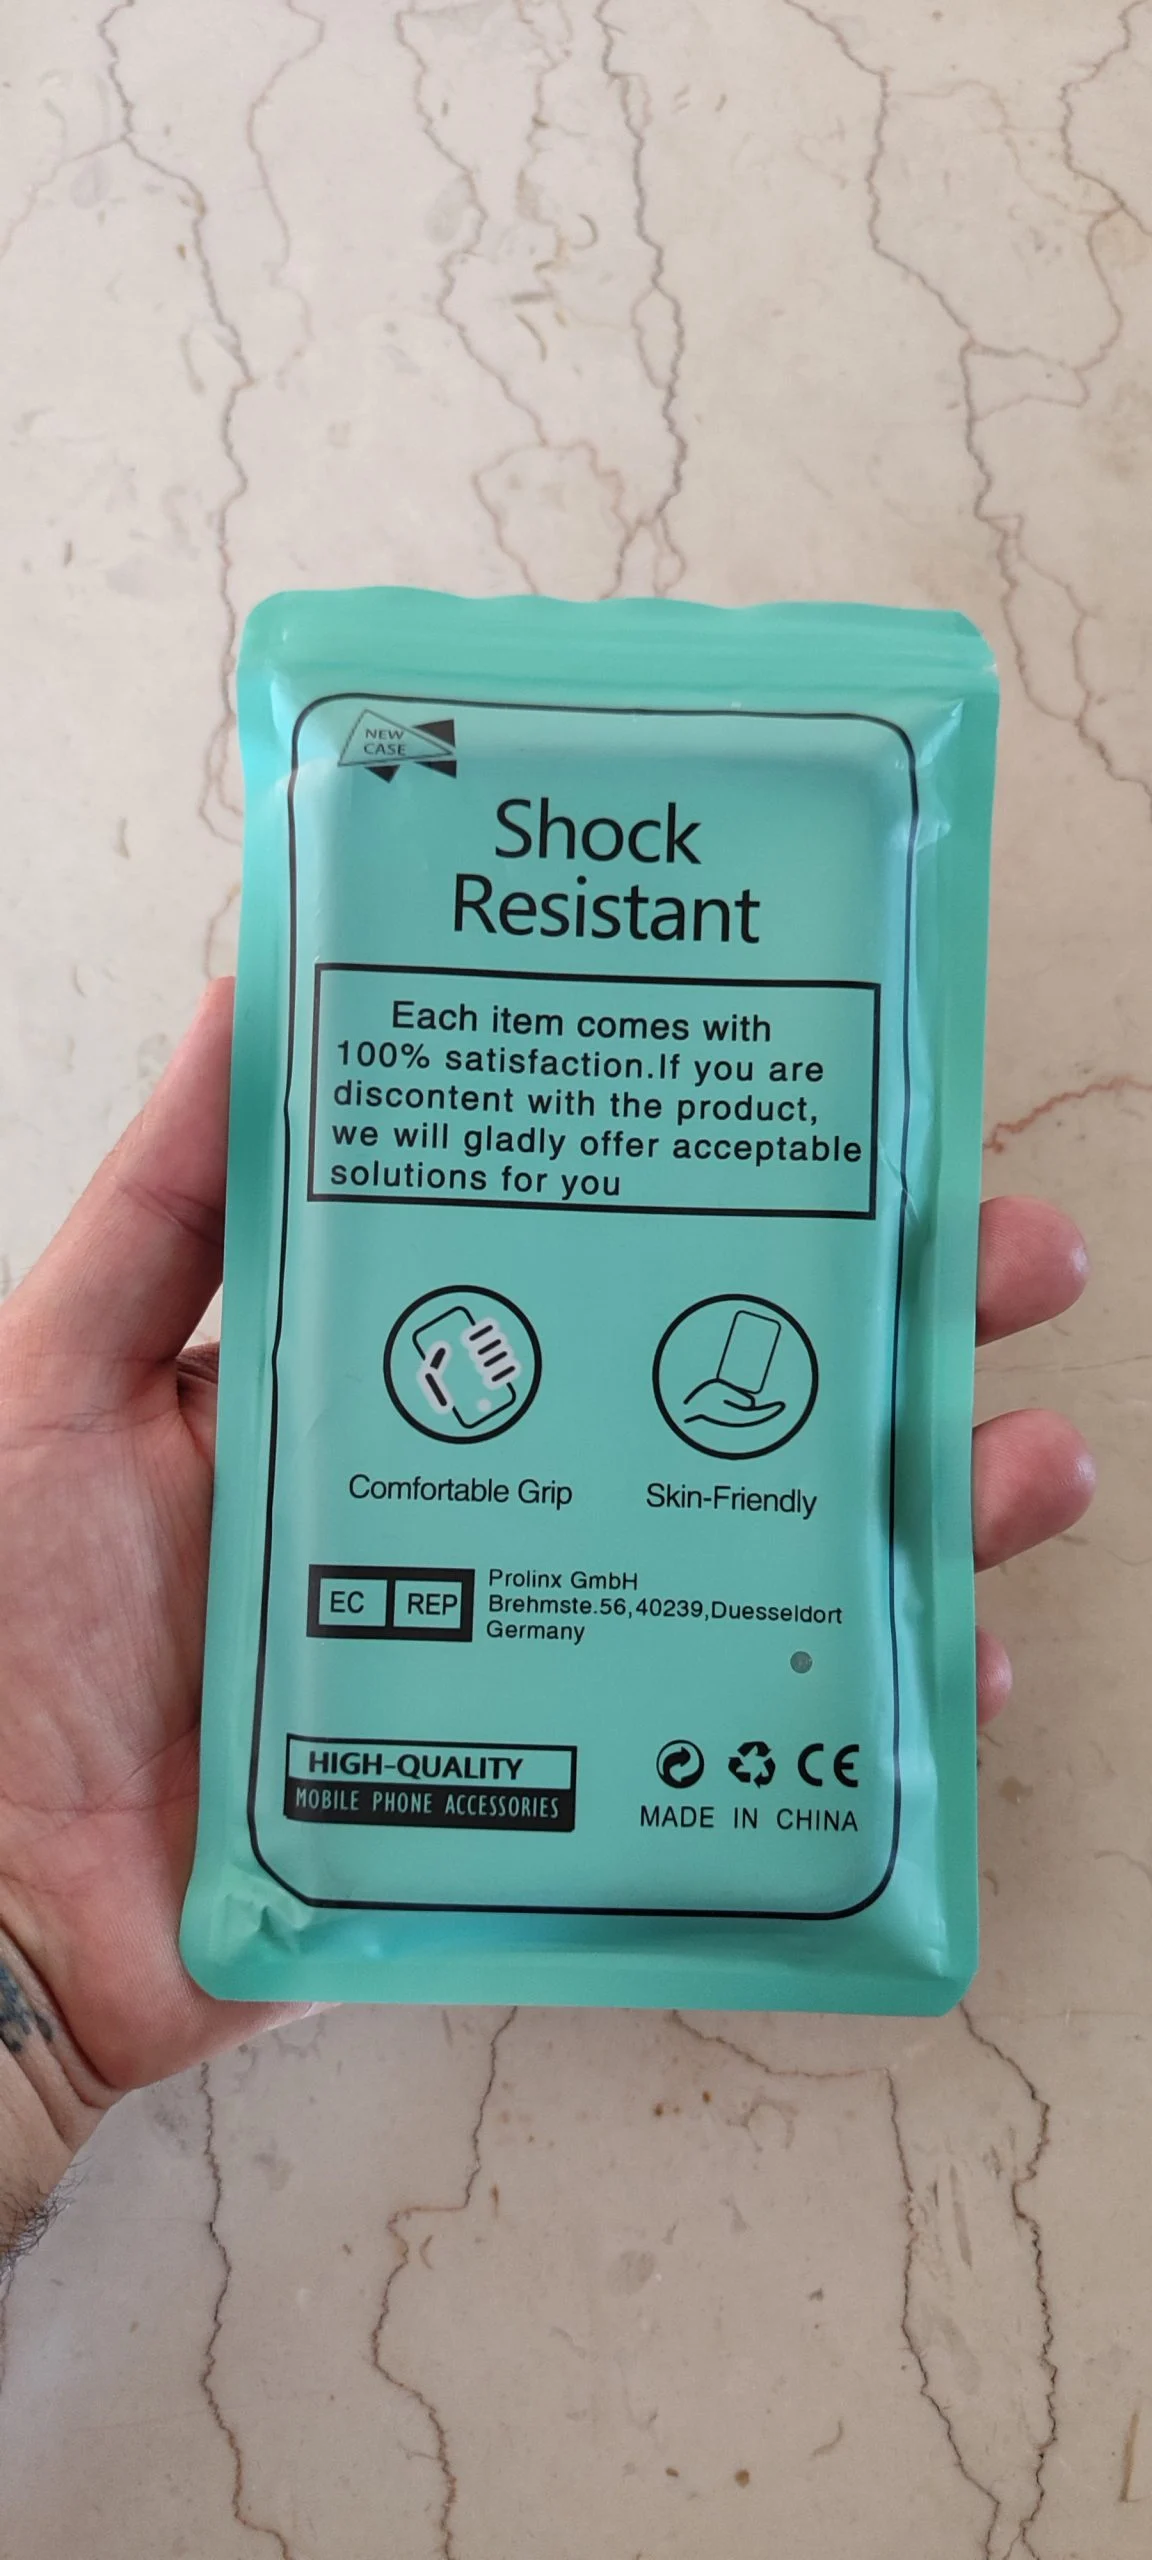 NEW
CASE
Shock
Resistant
Each item comes with
100% satisfaction.If you are
discontent with the product,
we will gladly offer acceptable
solutions for you
Comfortable Grip
Skin-Friendly
EC REP
Prolinx GmbH
Brehmste.56,40239,Duesseldort
Germany
HIGH-QUALITY
MOBILE PHONE ACCESSORIES
CE
MADE IN CHINA